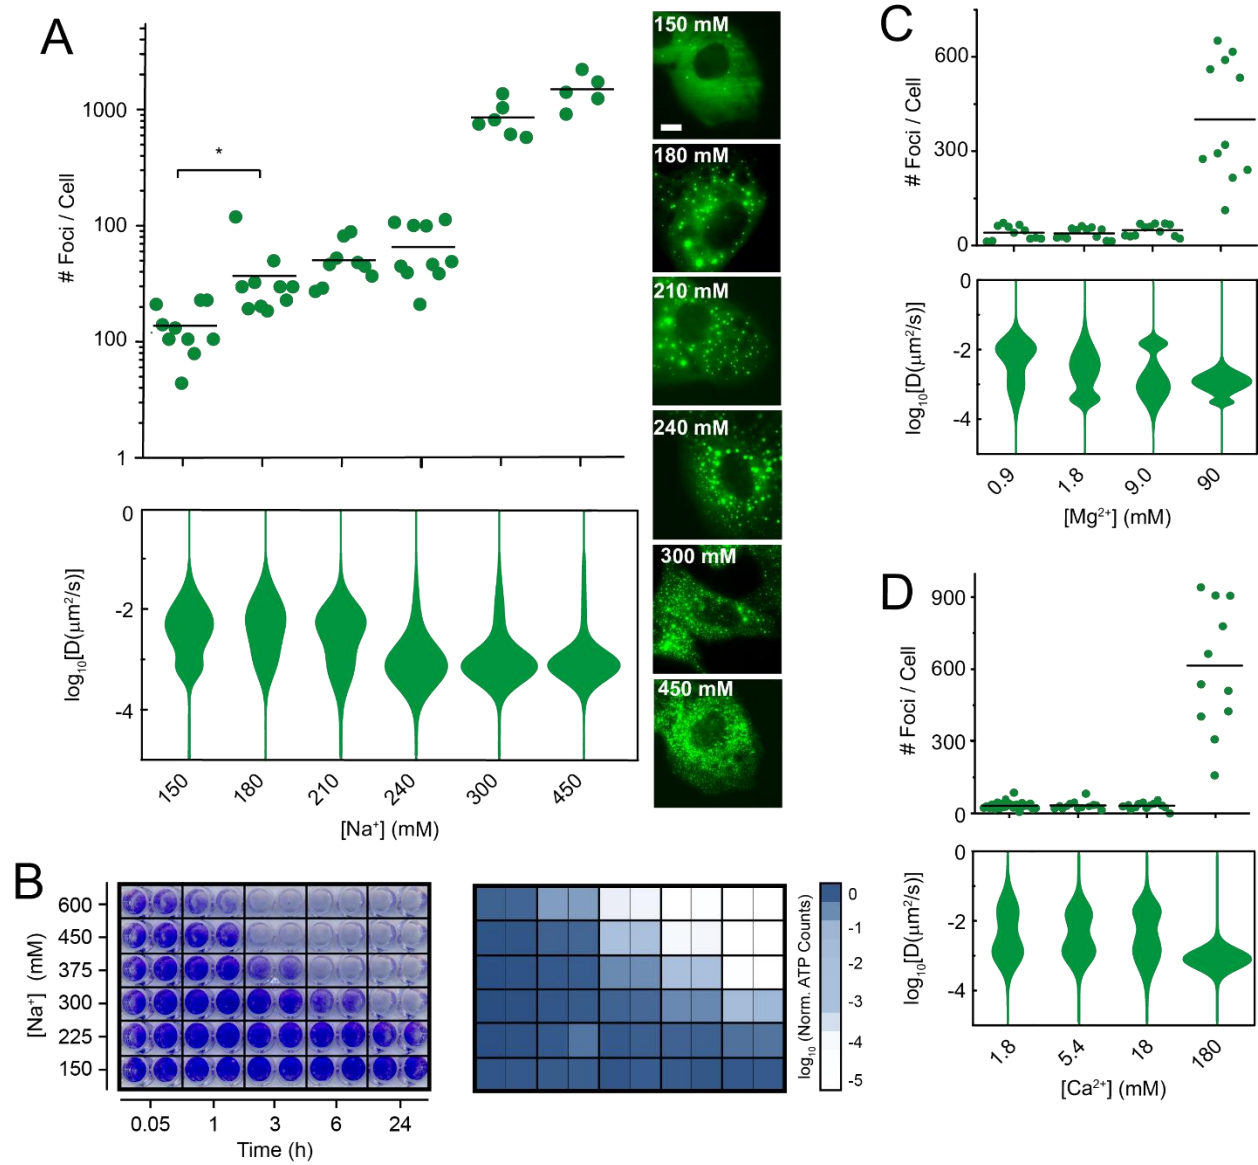 A
# Foci / Cell
1000
100
100
1
*
150 mM
180 mM
210 mM
240 mM
300 mM
450 mM
log₁₀[D(μm²/s)]
0
-2
-4
150
180
210
240
300
450
[Na⁺] (mM)
B
[Na⁺] (mM)
600
450
375
300
225
150
0.05
1
3
6
24
Time (h)
log₁₀ (Norm. ATP Counts)
0
-1
-2
-3
-4
-5
C
# Foci / Cell
600
300
0
log₁₀[D(μm²/s)]
0
-2
-4
0.9
1.8
9.0
90
[Mg²⁺] (mM)
D
# Foci / Cell
900
600
300
0
log₁₀[D(μm²/s)]
0
-2
-4
1.8
5.4
18
180
[Ca²⁺] (mM)